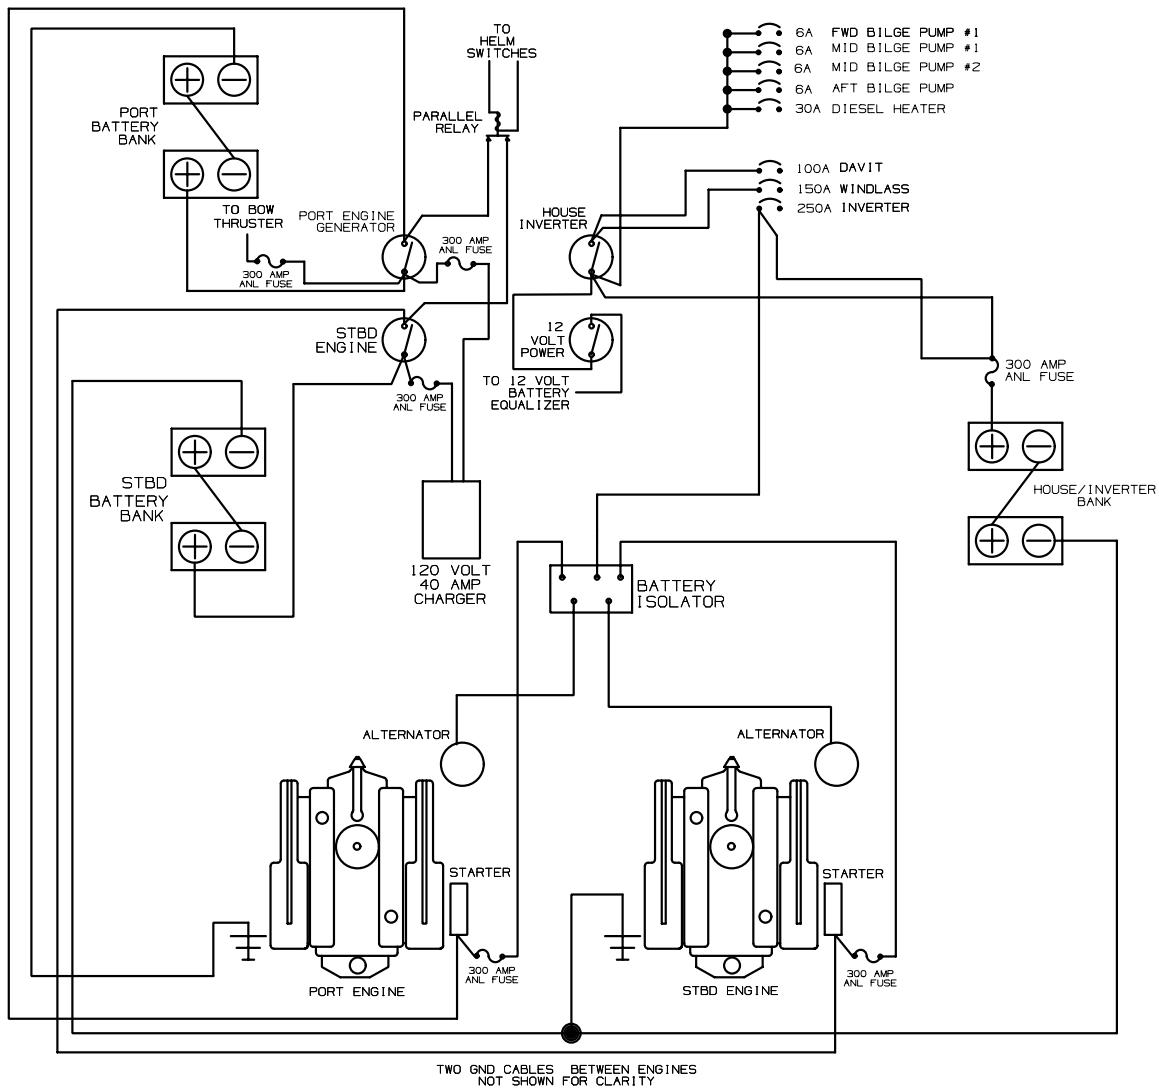 TO
HELM
SWITCHES
6A FWD BILGE PUMP #1
6A MID BILGE PUMP #1
6A MID BILGE PUMP #2
6A AFT BILGE PUMP
30A DIESEL HEATER
PORT
BATTERY
BANK
PARALLEL
RELAY
100A DAVIT
150A WINDLASS
250A INVERTER
TO BOW
THRUSTER
PORT ENGINE
GENERATOR
HOUSE
INVERTER
300 AMP
ANL FUSE
300 AMP
ANL FUSE
STBD
ENGINE
12
VOLT
POWER
300 AMP
ANL FUSE
TO 12 VOLT
BATTERY
EQUALIZER
300 AMP
ANL FUSE
STBD
BATTERY
BANK
HOUSE/INVERTER
BANK
120 VOLT
40 AMP
CHARGER
BATTERY
ISOLATOR
ALTERNATOR
ALTERNATOR
STARTER
STARTER
300 AMP
ANL FUSE
300 AMP
ANL FUSE
PORT ENGINE
STBD ENGINE
TWO GND CABLES BETWEEN ENGINES
NOT SHOWN FOR CLARITY